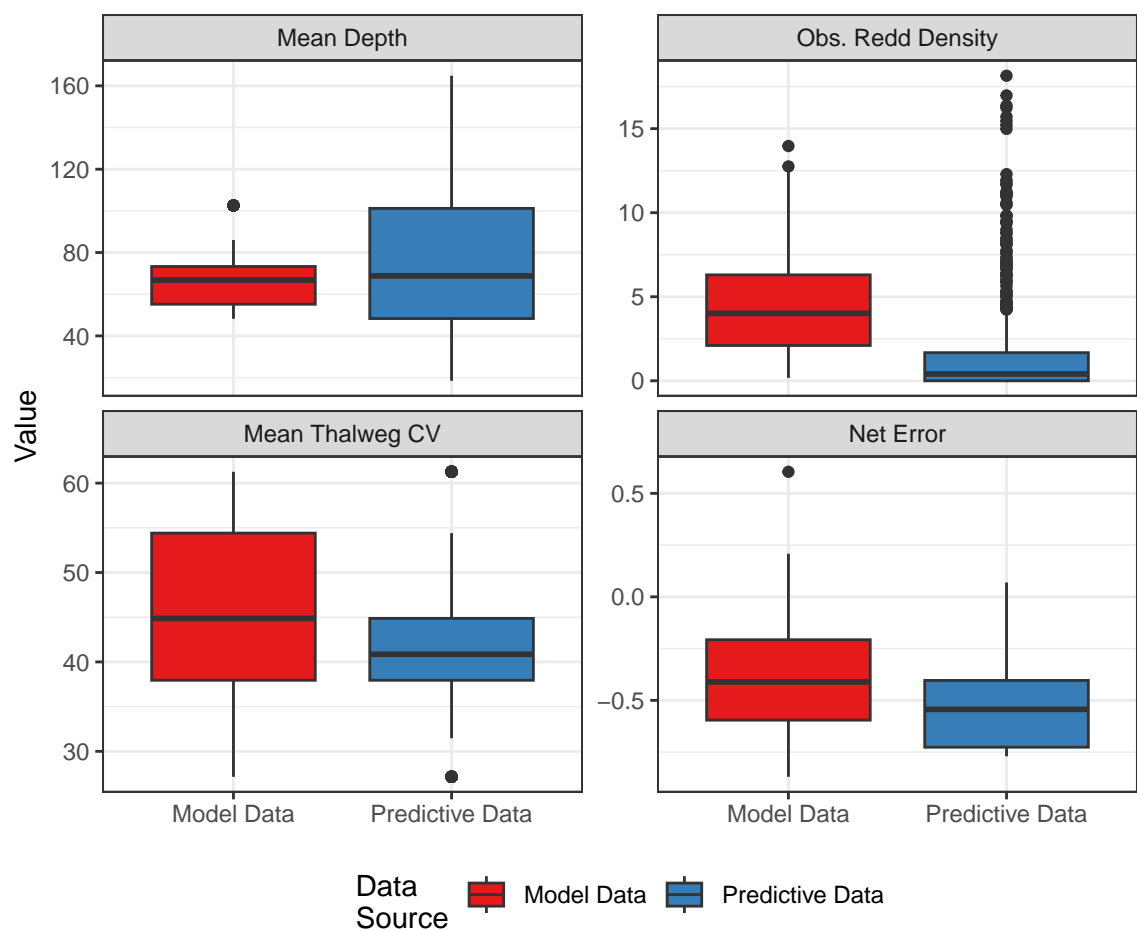 Mean Depth
Obs. Redd Density
160
120
80
40
15
10
5
0
Mean Thalweg CV
Net Error
60
50
40
30
0.5
0.0
−0.5
Value
Model Data
Predictive Data
Model Data
Predictive Data
Data
Source
Model Data
Predictive Data